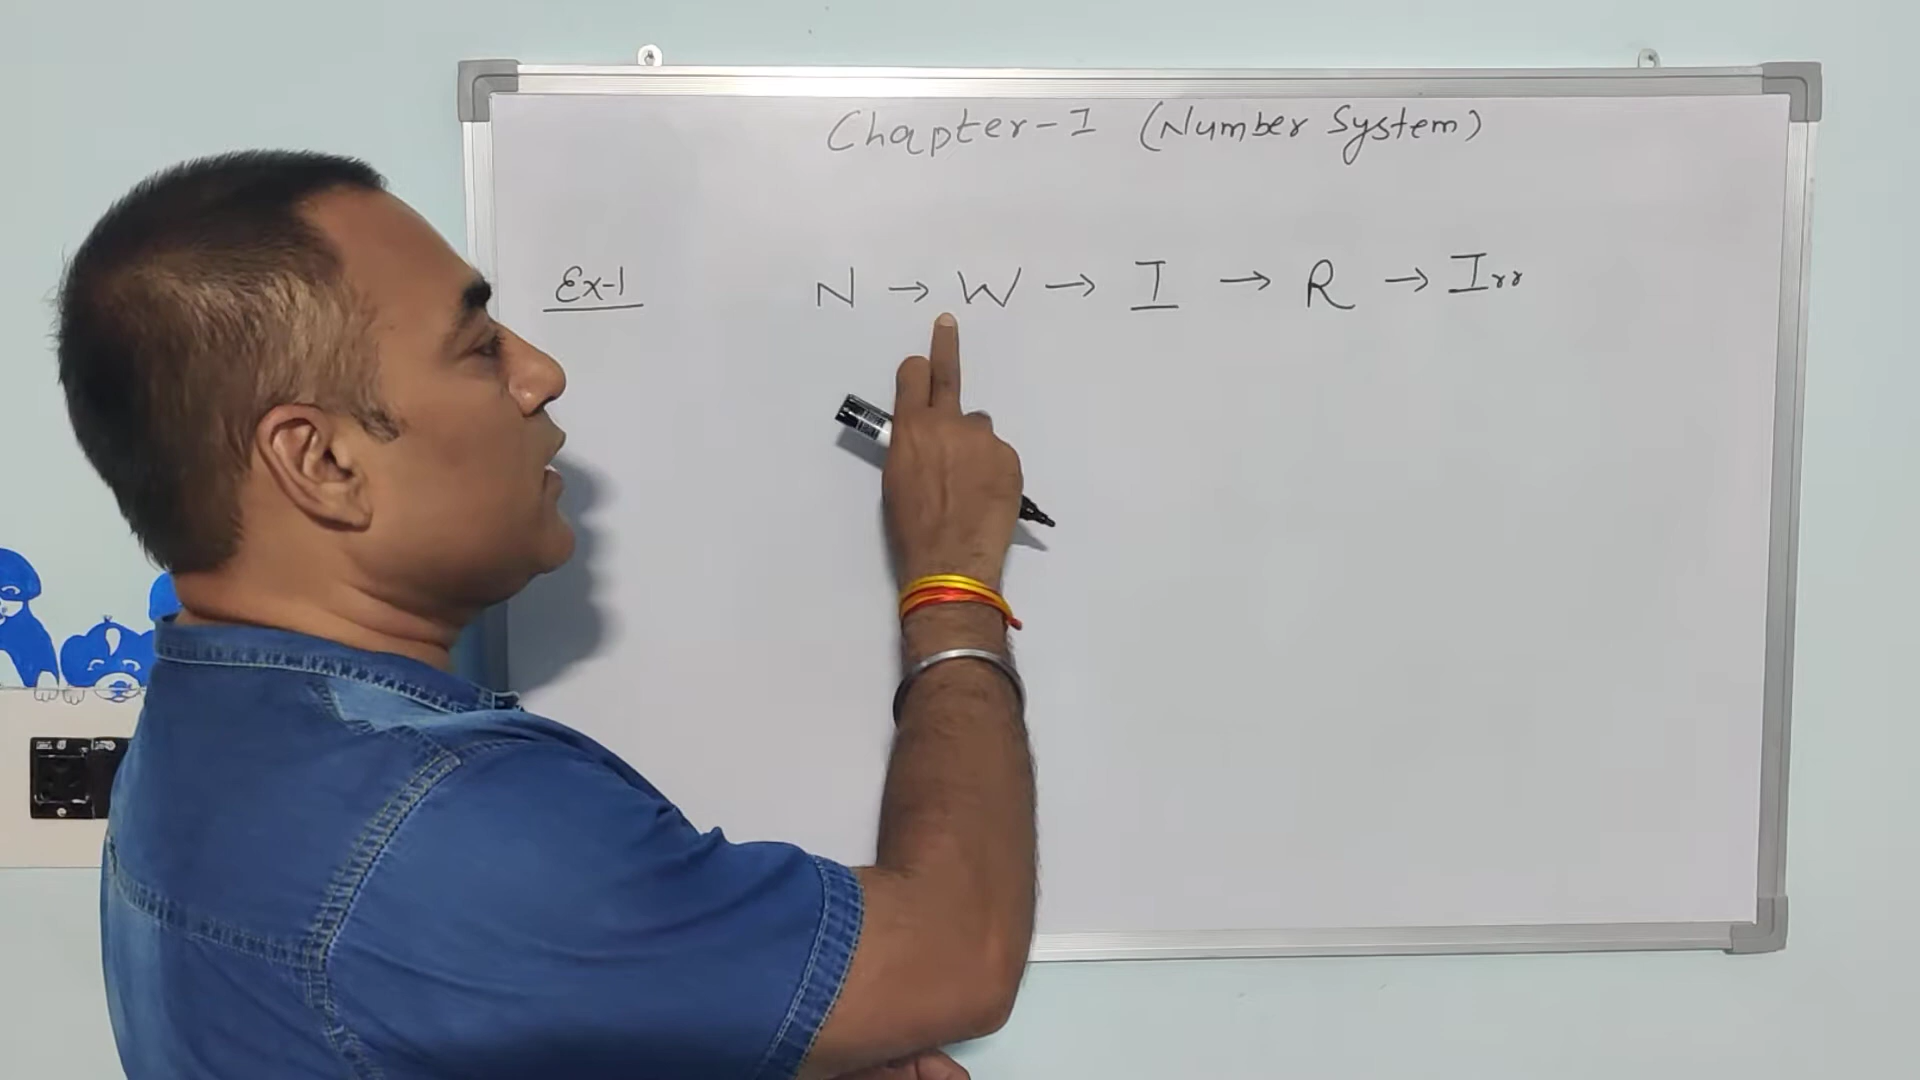 Chapter-I (Number System)
Ex-1 N → W → I → R → Irr